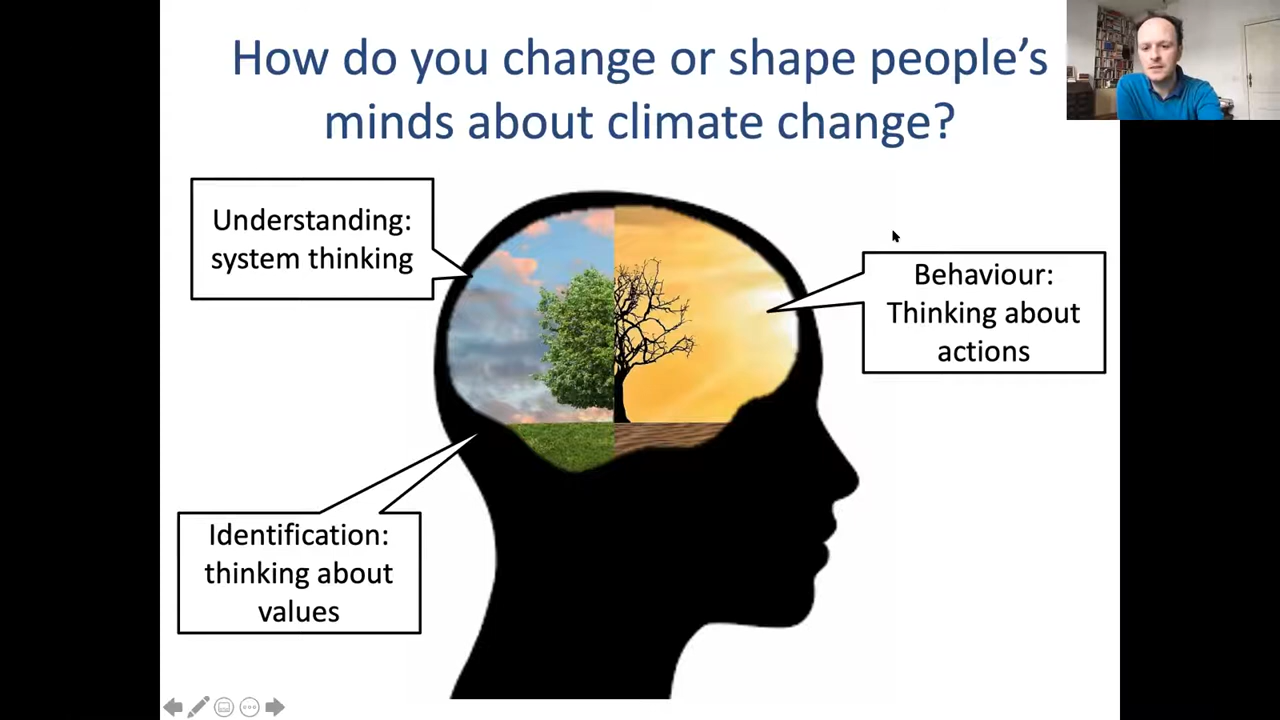 How do you change or shape people’s
minds about climate change?
Understanding:
system thinking
Behaviour:
Thinking about
actions
Identification:
thinking about
values